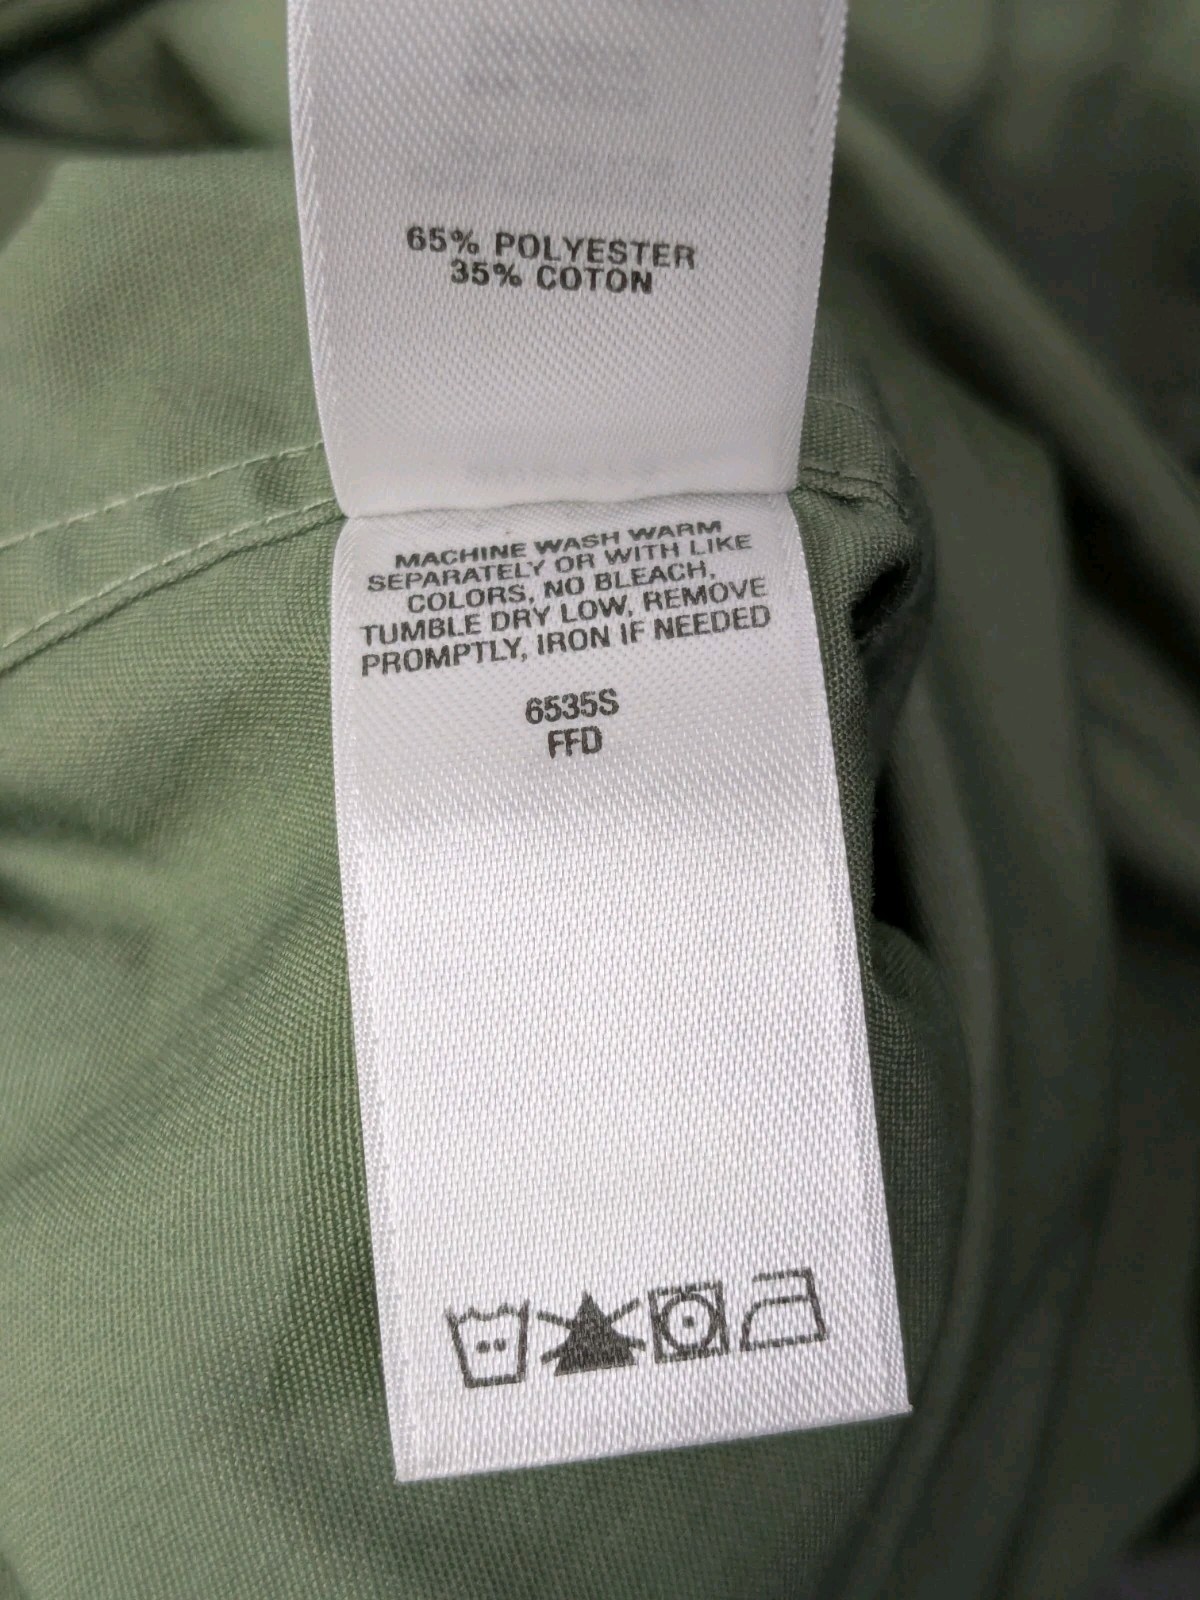 65% POLYESTER
35% COTON
MACHINE WASH WARM
SEPARATELY OR WITH LIKE
COLORS, NO BLEACH,
TUMBLE DRY LOW, REMOVE
PROMPTLY, IRON IF NEEDED
6535S
FFD